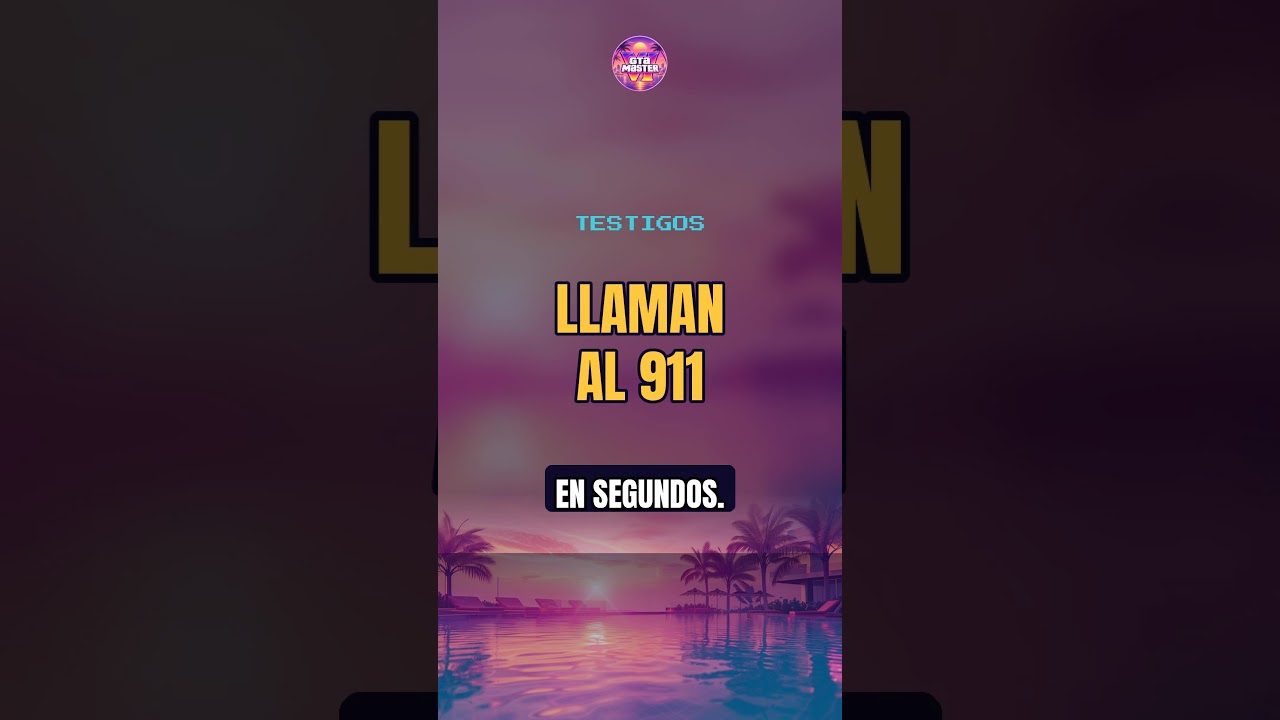 GTA
MASTER
TESTIGOS
LLAMAN
AL 911
EN SEGUNDOS.